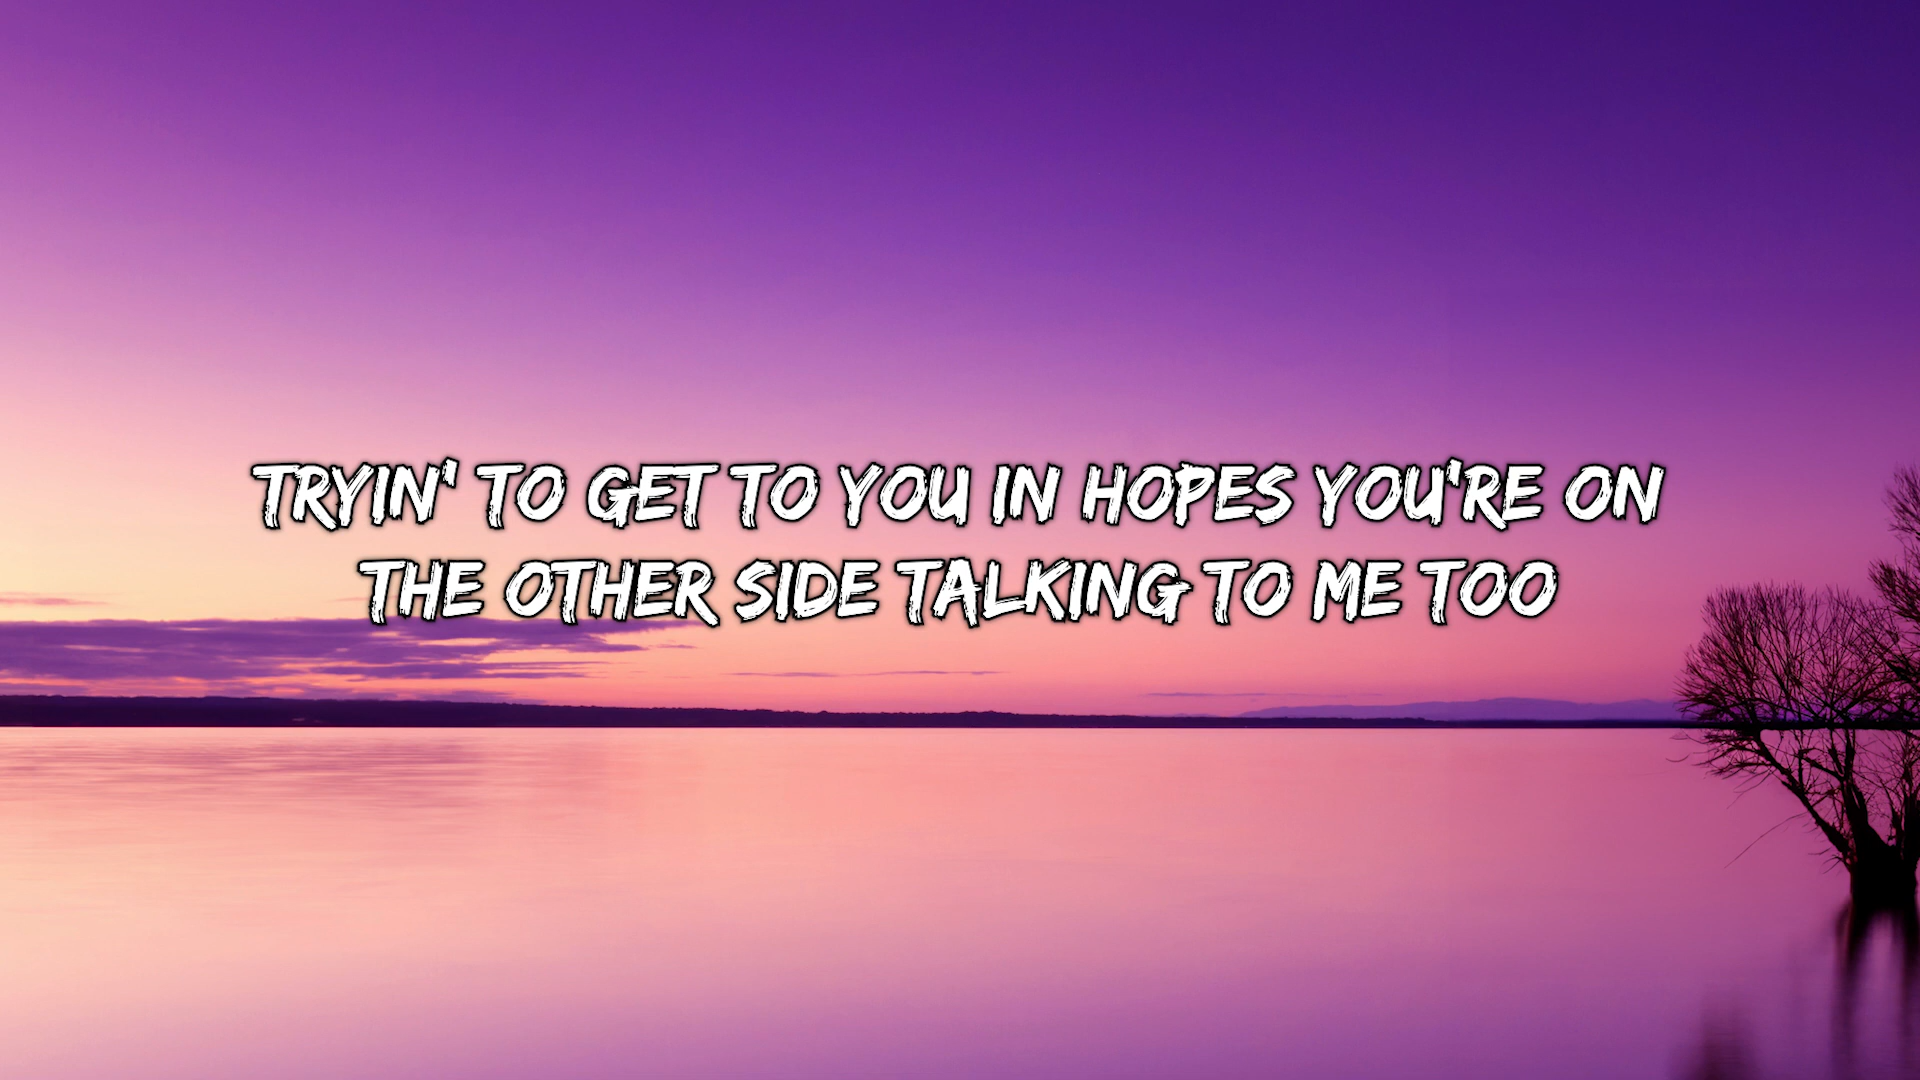 TRYIN' TO GET TO YOU IN HOPES YOU'RE ON
THE OTHER SIDE TALKING TO ME TOO